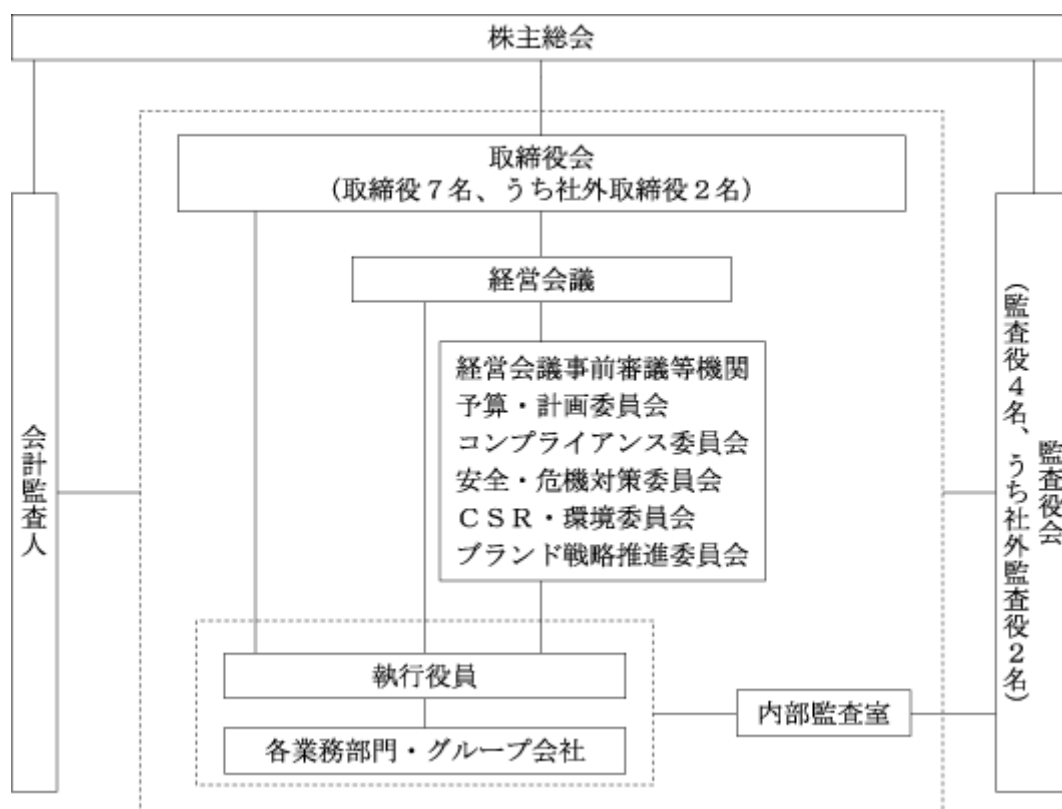 株主総会
取締役会
（取締役７名、うち社外取締役２名）
経営会議
経営会議事前審議等機関
予算・計画委員会
コンプライアンス委員会
安全・危機対策委員会
ＣＳＲ・環境委員会
ブランド戦略推進委員会
会計監査人
監査役会
（監査役４名、うち社外監査役２名）
執行役員
内部監査室
各業務部門・グループ会社